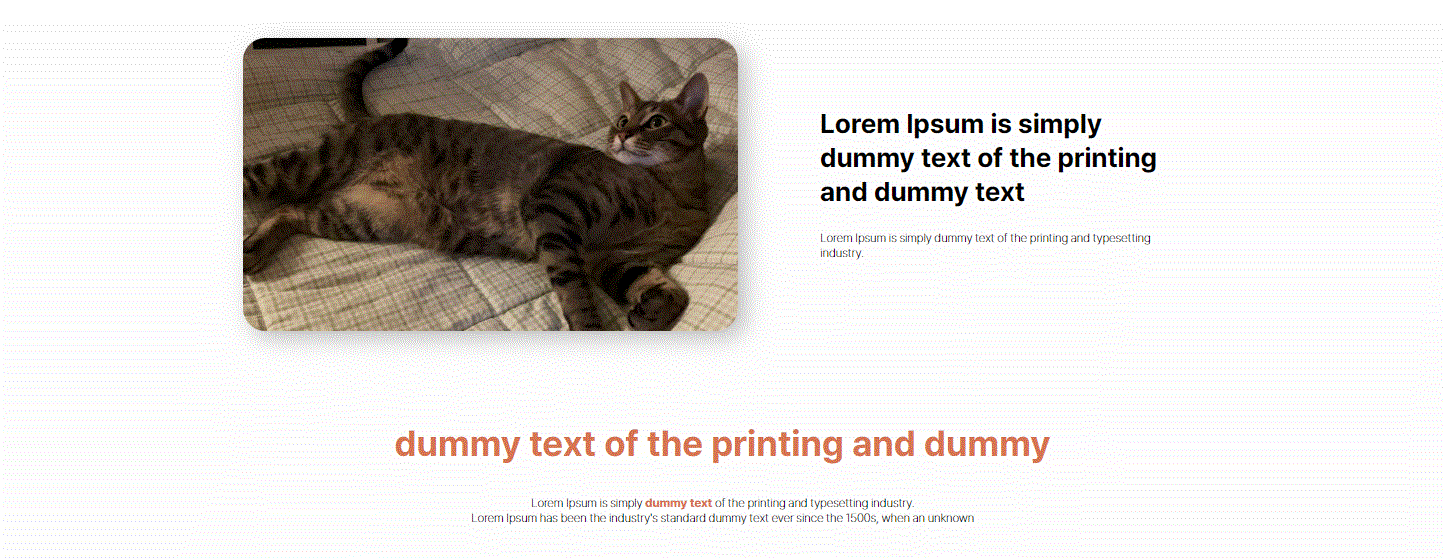 Lorem Ipsum is simply
dummy text of the printing
and dummy text
Lorem Ipsum is simply dummy text of the printing and typesetting
industry.
dummy text of the printing and dummy
Lorem Ipsum is simply dummy text of the printing and typesetting industry.
Lorem Ipsum has been the industry's standard dummy text ever since the 1500s, when an unknown